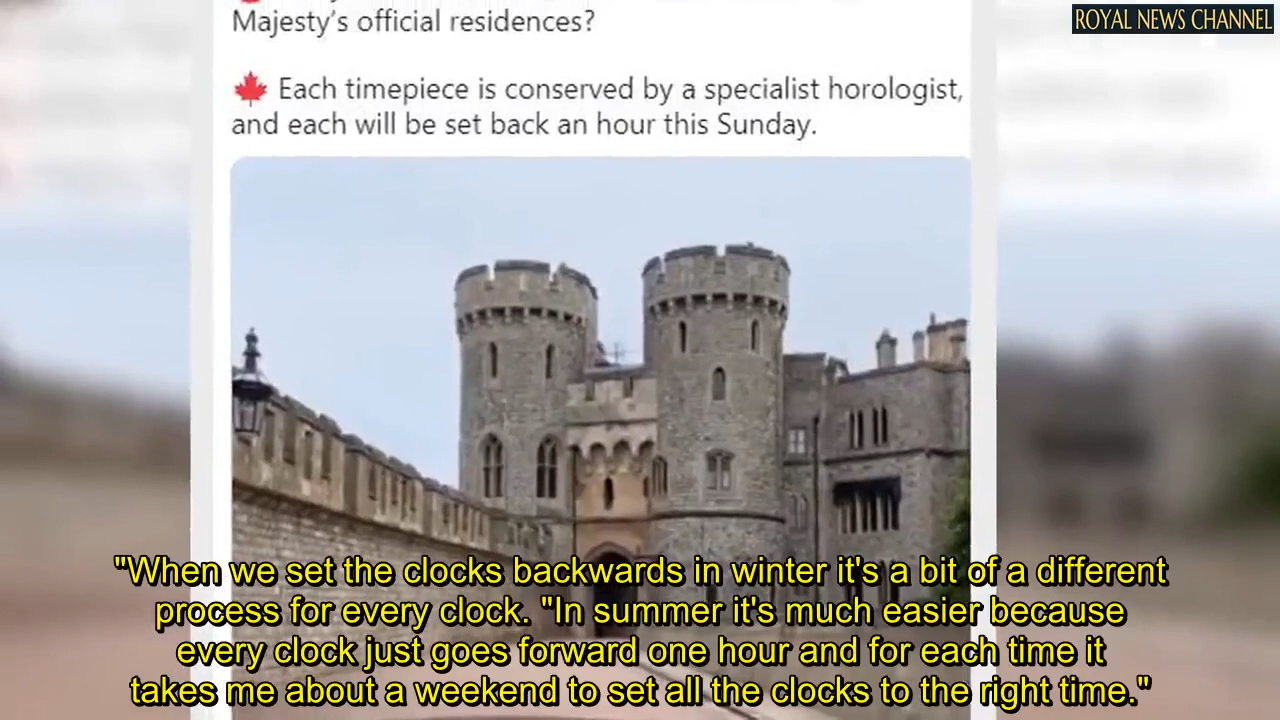 ROYAL NEWS CHANNEL
Majesty's official residences?
Each timepiece is conserved by a specialist horologist,
and each will be set back an hour this Sunday.
"When we set the clocks backwards in winter it's a bit of a different
process for every clock. "In summer it's much easier because
every clock just goes forward one hour and for each time it
takes me about a weekend to set all the clocks to the right time."